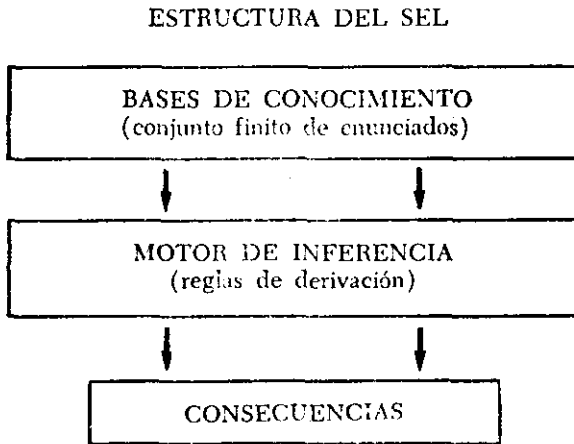 ESTRUCTURA DEL SEL
BASES DE CONOCIMIENTO
(conjunto finito de enunciados)
MOTOR DE INFERENCIA
(reglas de derivación)
CONSECUENCIAS